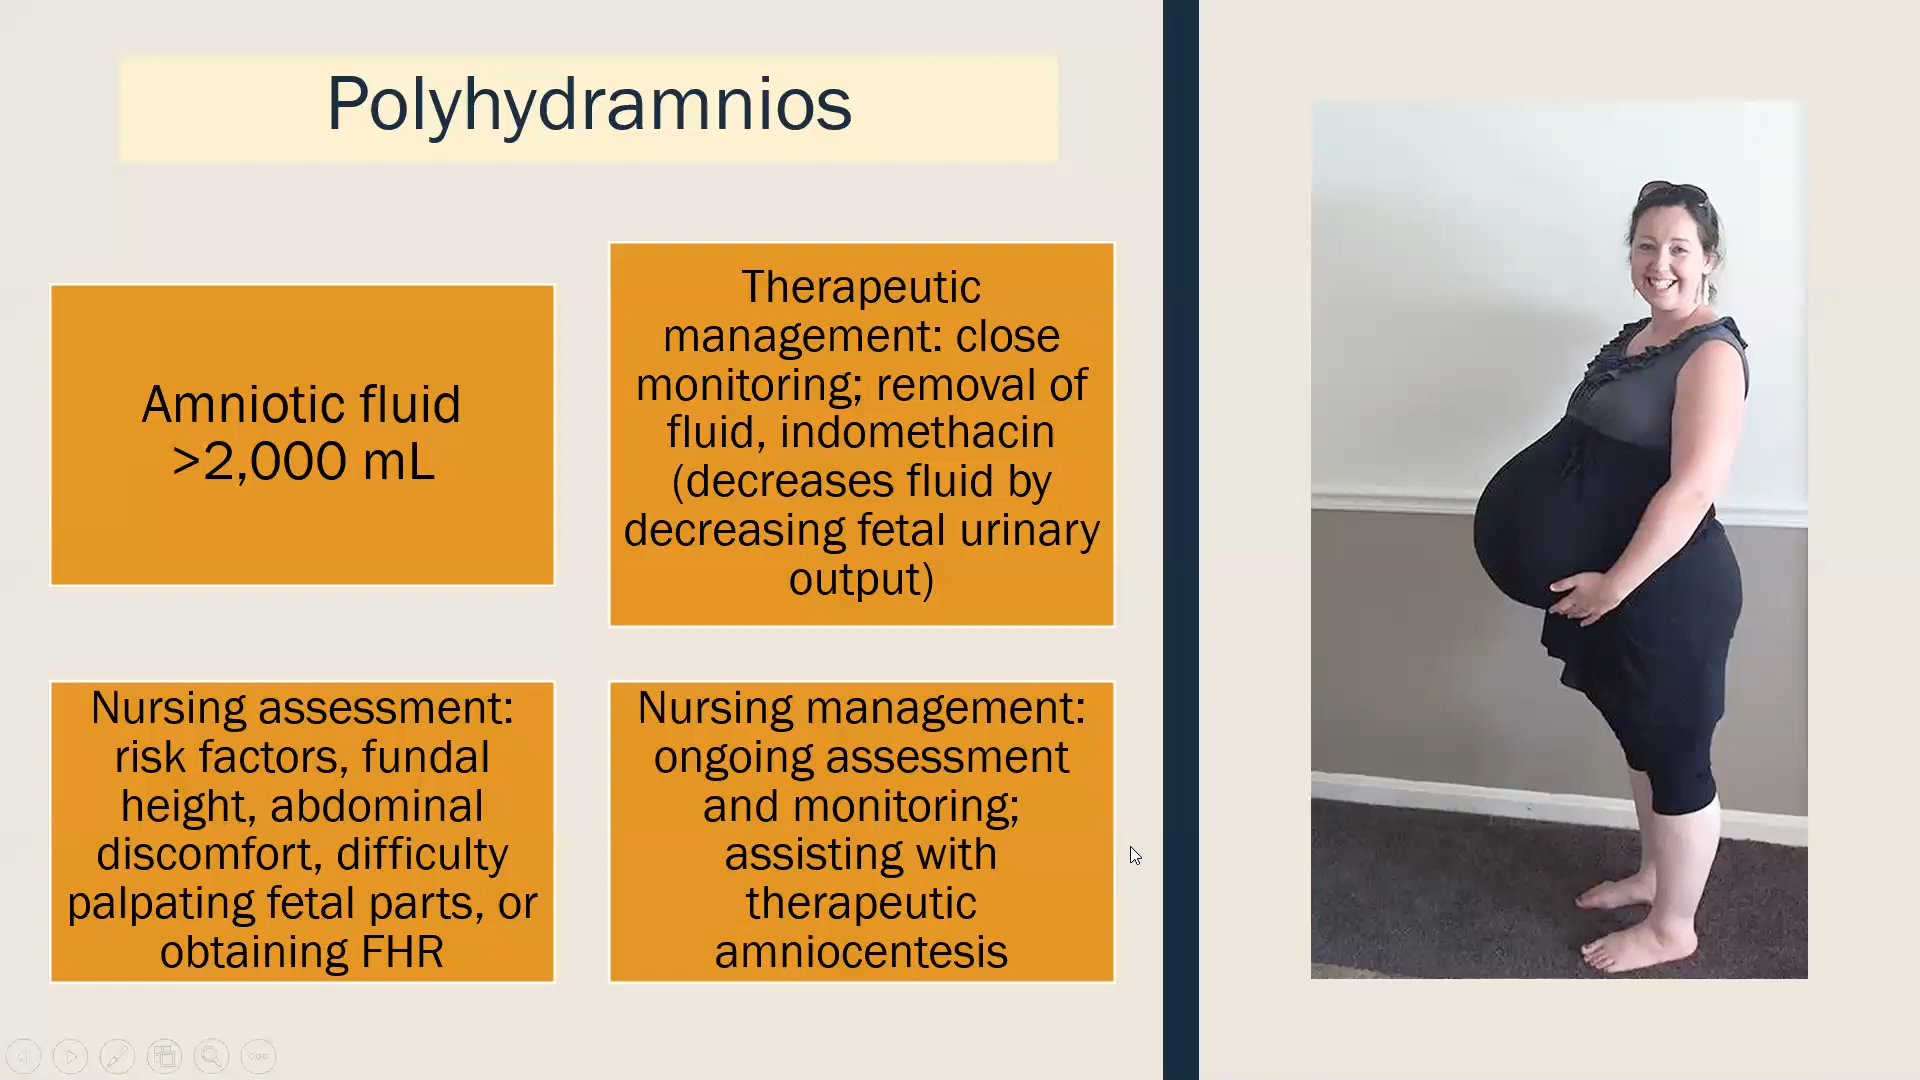 Polyhydramnios
Amniotic fluid
>2,000 mL
Therapeutic
management: close
monitoring; removal of
fluid, indomethacin
(decreases fluid by
decreasing fetal urinary
output)
Nursing assessment:
risk factors, fundal
height, abdominal
discomfort, difficulty
palpating fetal parts, or
obtaining FHR
Nursing management:
ongoing assessment
and monitoring;
assisting with
therapeutic
amniocentesis